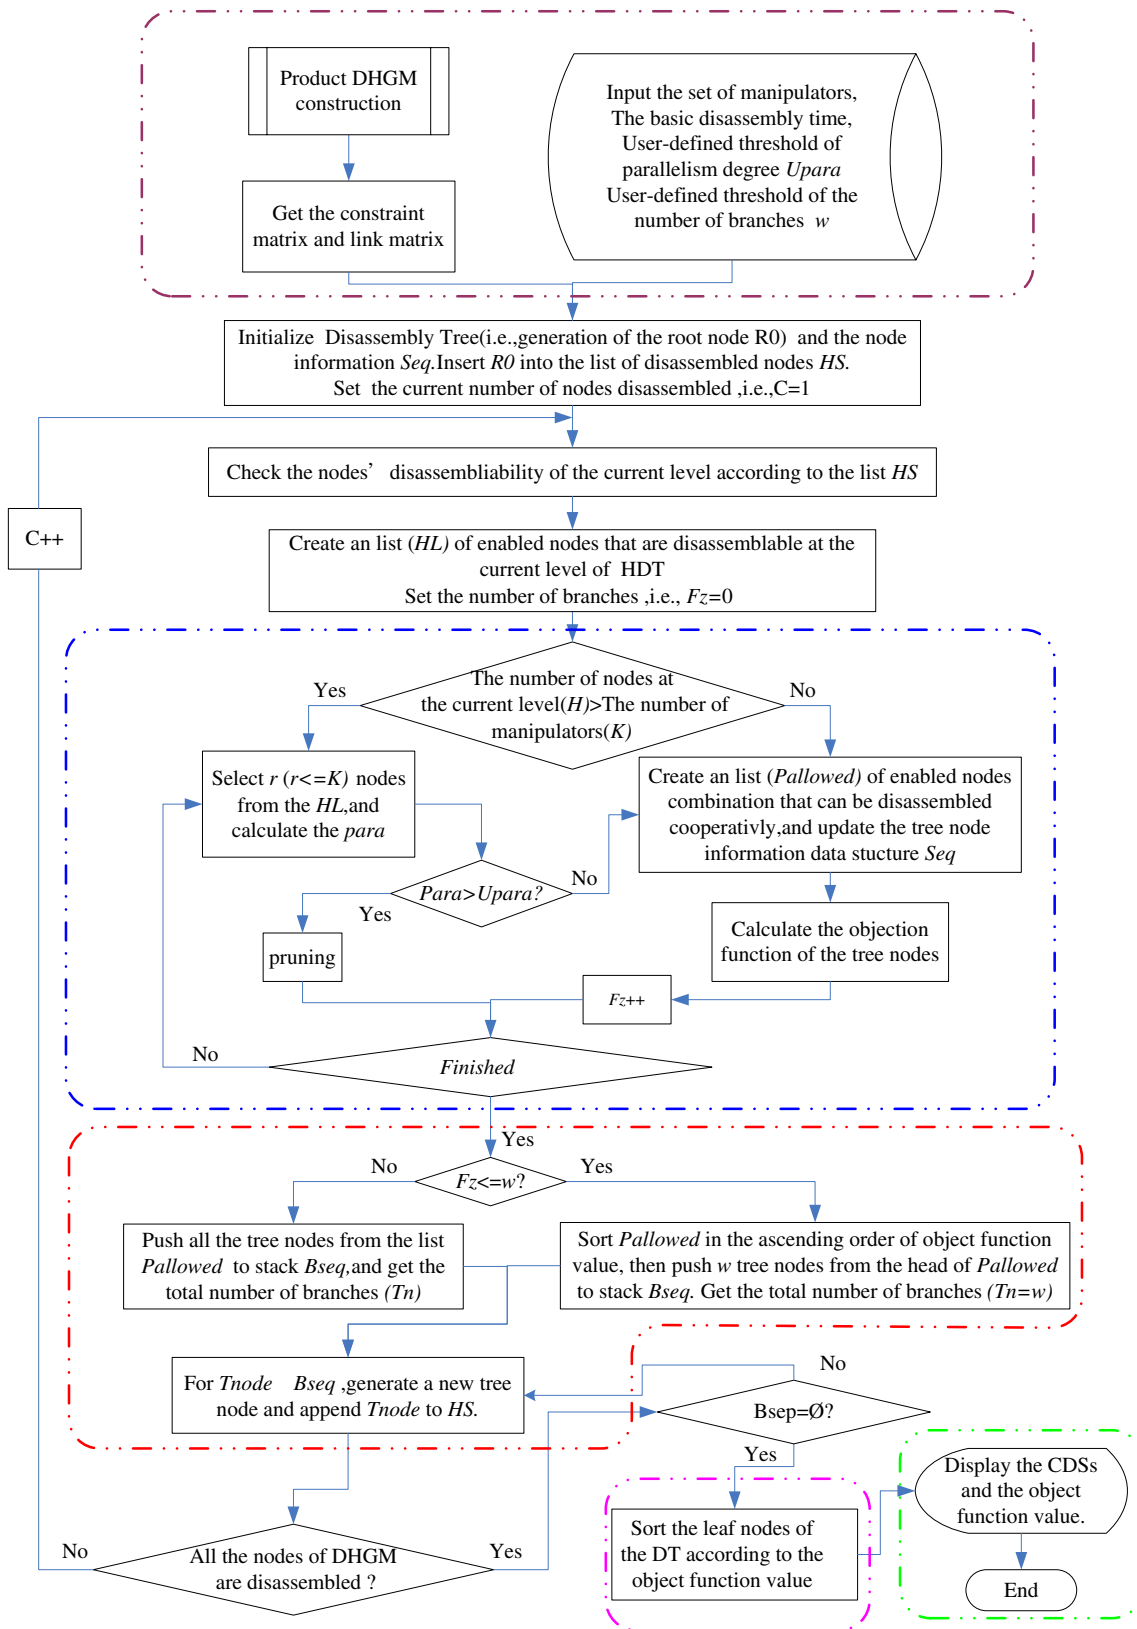 Product DHGM
construction
Input the set of manipulators,
The basic disassembly time,
User-defined threshold of
parallelism degree Upara
User-defined threshold of the
number of branches w
Get the constraint
matrix and link matrix
Initialize Disassembly Tree(i.e.,generation of the root node R0) and the node
information Seq.Insert R0 into the list of disassembled nodes HS.
Set the current number of nodes disassembled ,i.e.,C=1
Check the nodes’ disassembliability of the current level according to the list HS
C++
Create an list (HL) of enabled nodes that are disassemblable at the
current level of HDT
Set the number of branches ,i.e., Fz=0
The number of nodes at
the current level(H)>The number of
manipulators(K)
Yes
No
Select r (r<=K) nodes
from the HL,and
calculate the para
Create an list (Pallowed) of enabled nodes
combination that can be disassembled
cooperativly,and update the tree node
information data stucture Seq
Para>Upara?
No
Yes
pruning
Calculate the objection
function of the tree nodes
Fz++
Finished
No
Yes
Fz<=w?
No
Yes
Push all the tree nodes from the list
Pallowed to stack Bseq,and get the
total number of branches (Tn)
Sort Pallowed in the ascending order of object function
value, then push w tree nodes from the head of Pallowed
to stack Bseq. Get the total number of branches (Tn=w)
For Tnode Bseq ,generate a new tree
node and append Tnode to HS.
No
Bsep=Ø?
Yes
Display the CDSs
and the object
function value.
Sort the leaf nodes of
the DT according to the
object function value
No
All the nodes of DHGM
are disassembled ?
Yes
End